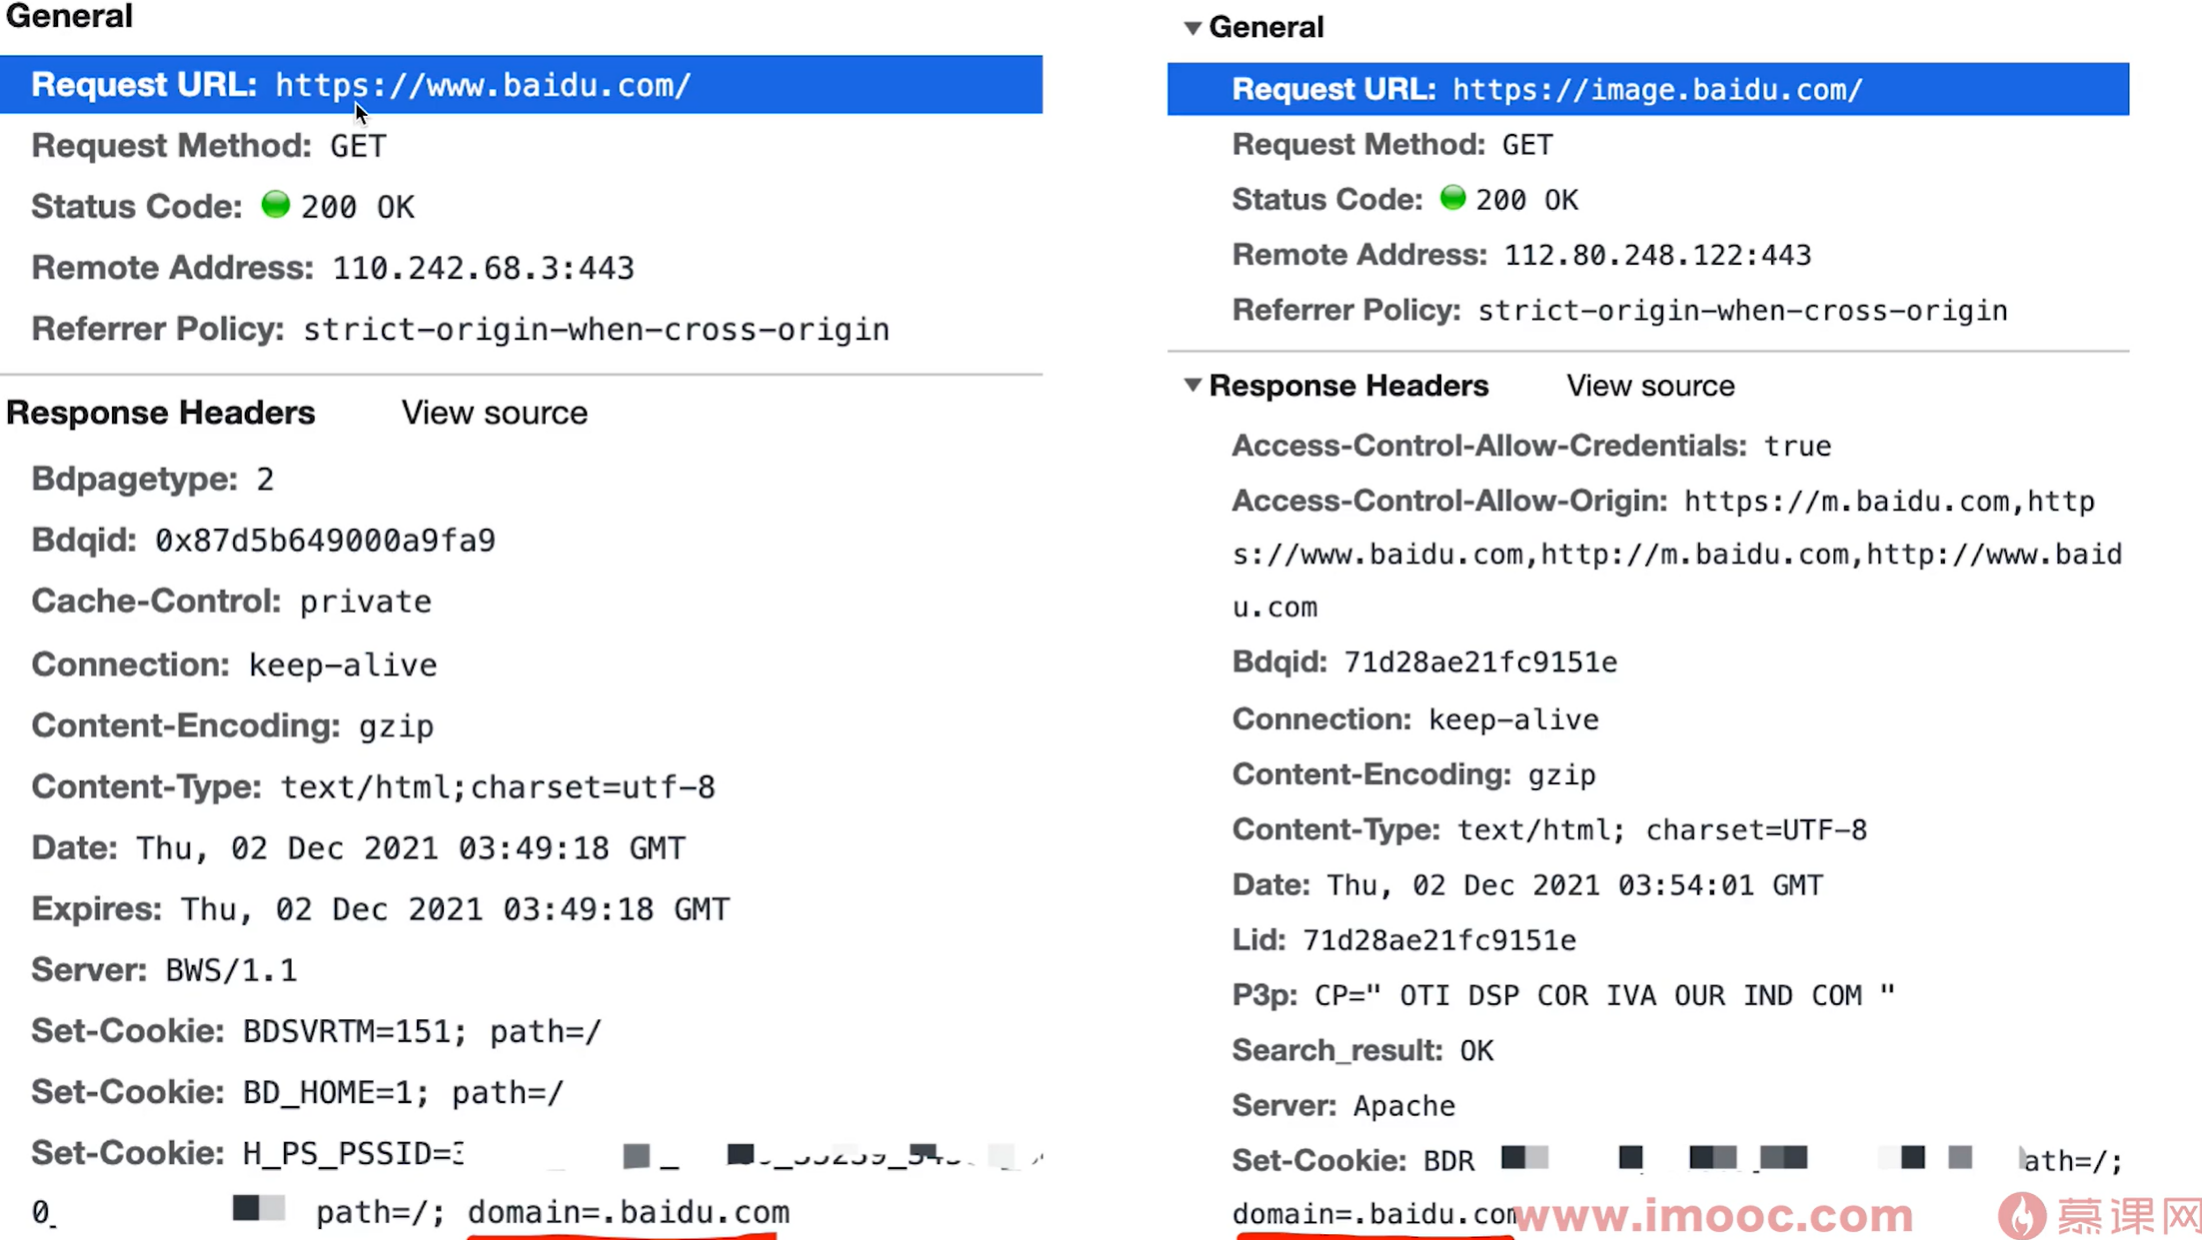 General
Request URL: https://www.baidu.com/
Request Method: GET
Status Code: 200 OK
Remote Address: 110.242.68.3:443
Referrer Policy: strict-origin-when-cross-origin
Response Headers View source
Bdpagetype: 2
Bdqid: 0x87d5b649000a9fa9
Cache-Control: private
Connection: keep-alive
Content-Encoding: gzip
Content-Type: text/html;charset=utf-8
Date: Thu, 02 Dec 2021 03:49:18 GMT
Expires: Thu, 02 Dec 2021 03:49:18 GMT
Server: BWS/1.1
Set-Cookie: BDSVRTM=151; path=/
Set-Cookie: BD_HOME=1; path=/
Set-Cookie: H_PS_PSSID=
0_ path=/; domain=.baidu.com
General
Request URL: https://image.baidu.com/
Request Method: GET
Status Code: 200 OK
Remote Address: 112.80.248.122:443
Referrer Policy: strict-origin-when-cross-origin
Response Headers View source
Access-Control-Allow-Credentials: true
Access-Control-Allow-Origin: https://m.baidu.com,http
s://www.baidu.com,http://m.baidu.com,http://www.baid
u.com
Bdqid: 71d28ae21fc9151e
Connection: keep-alive
Content-Encoding: gzip
Content-Type: text/html; charset=UTF-8
Date: Thu, 02 Dec 2021 03:54:01 GMT
Lid: 71d28ae21fc9151e
P3p: CP=" OTI DSP COR IVA OUR IND COM "
Search_result: OK
Server: Apache
Set-Cookie: BDR ath=/;
domain=.baidu.com
www.imooc.com 慕课网